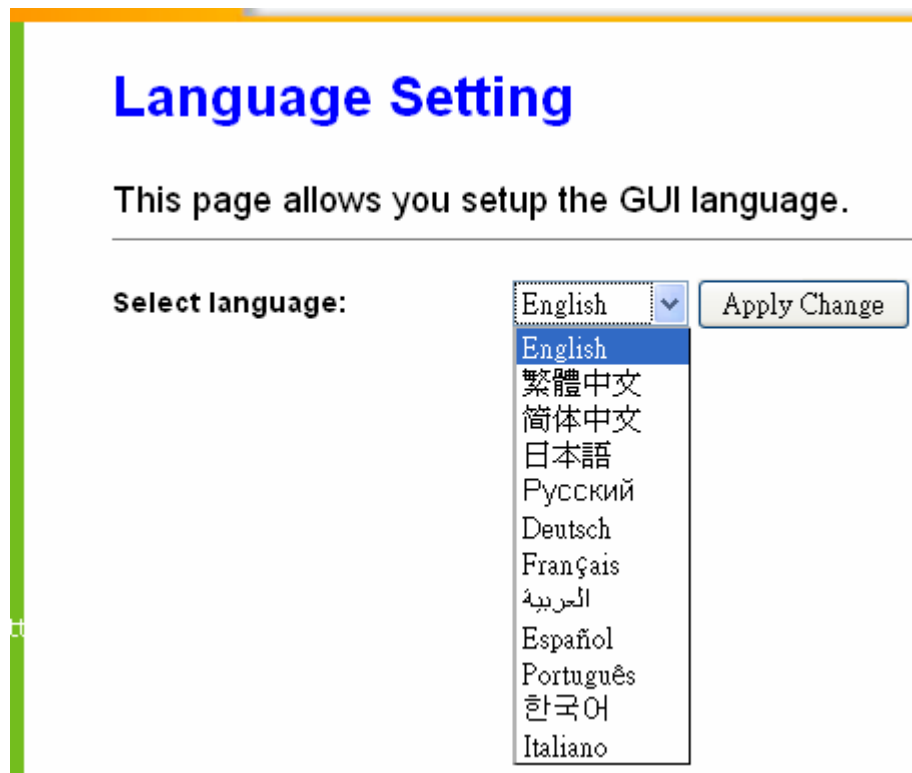 Language Setting
This page allows you setup the GUI language.
Select language: English Apply Change
English
繁體中文
简体中文
日本語
Русский
Deutsch
FranÇais
العربية
Español
Português
한국어
Italiano
tt